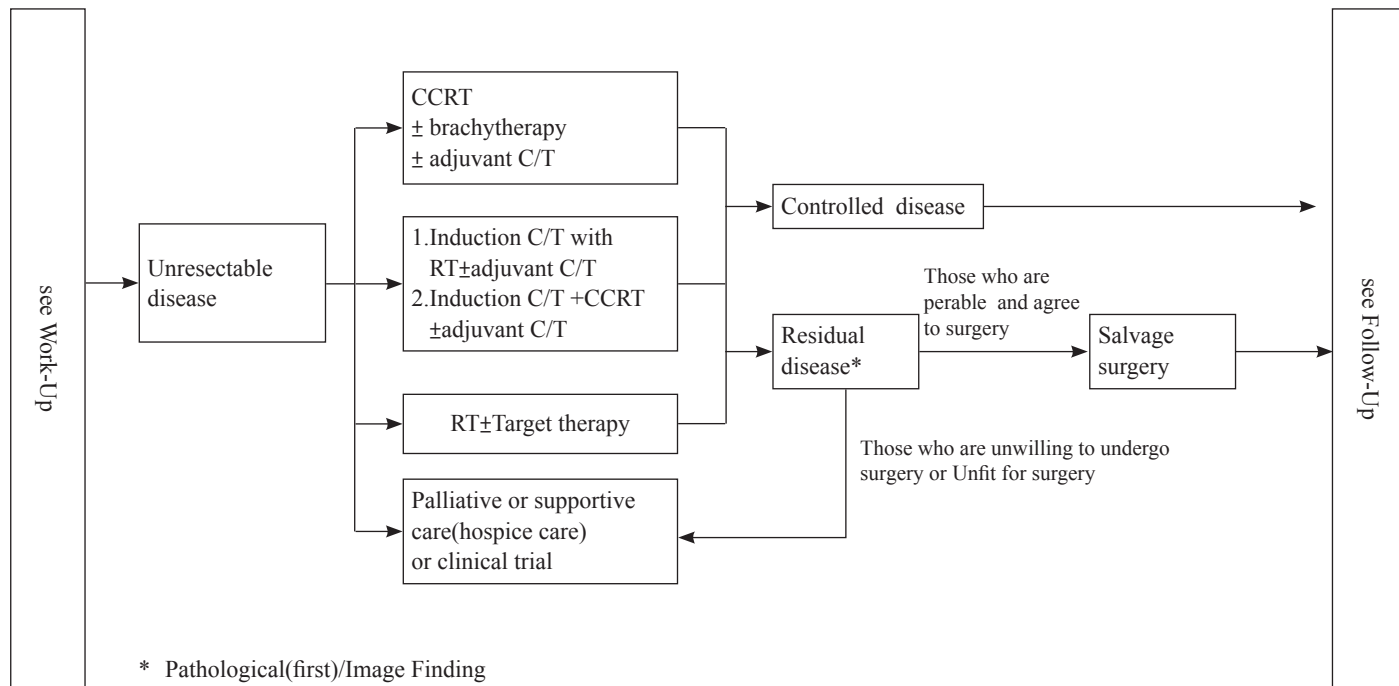 see Work-Up
Unresectable
disease
CCRT
± brachytherapy
± adjuvant C/T
1.Induction C/T with
RT±adjuvant C/T
2.Induction C/T +CCRT
±adjuvant C/T
RT±Target therapy
Palliative or supportive
care(hospice care)
or clinical trial
Controlled disease
Residual
disease*
Those who are
perable and agree
to surgery
Salvage
surgery
Those who are unwilling to undergo
surgery or Unfit for surgery
see Follow-Up
* Pathological(first)/Image Finding